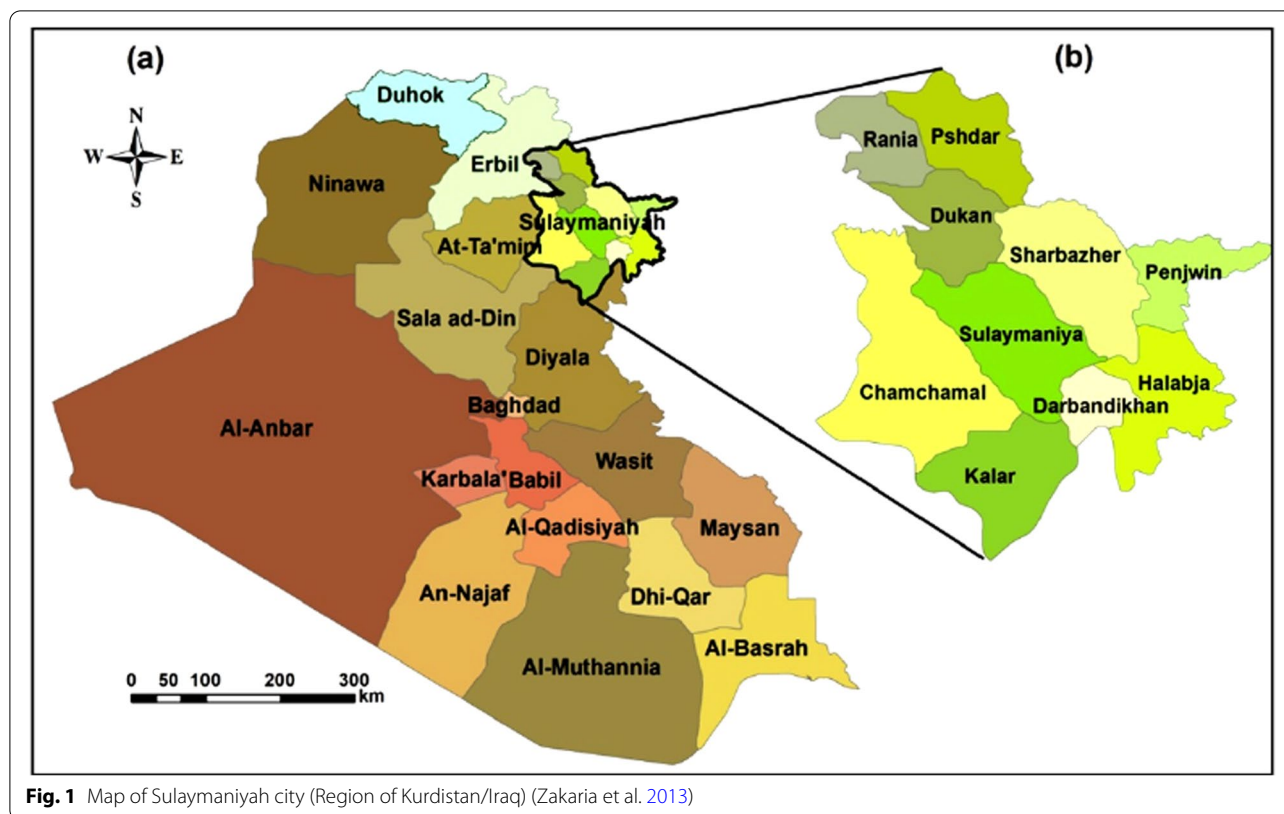 (a)
(b)
N
W E
S
Duhok
Erbil
Ninawa
Sulaymaniyah
At-Ta'mim
Sala ad-Din
Diyala
Baghdad
Al-Anbar
Wasit
Karbala'
Babil
Al-Qadisiyah
Maysan
An-Najaf
Dhi-Qar
Al-Basrah
Al-Muthannia
0 50 100 200 300
km
Rania
Pshdar
Dukan
Sharbazher
Penjwin
Sulaymaniya
Chamchamal
Halabja
Darbandikhan
Kalar
Fig. 1 Map of Sulaymaniyah city (Region of Kurdistan/Iraq) (Zakaria et al. 2013)